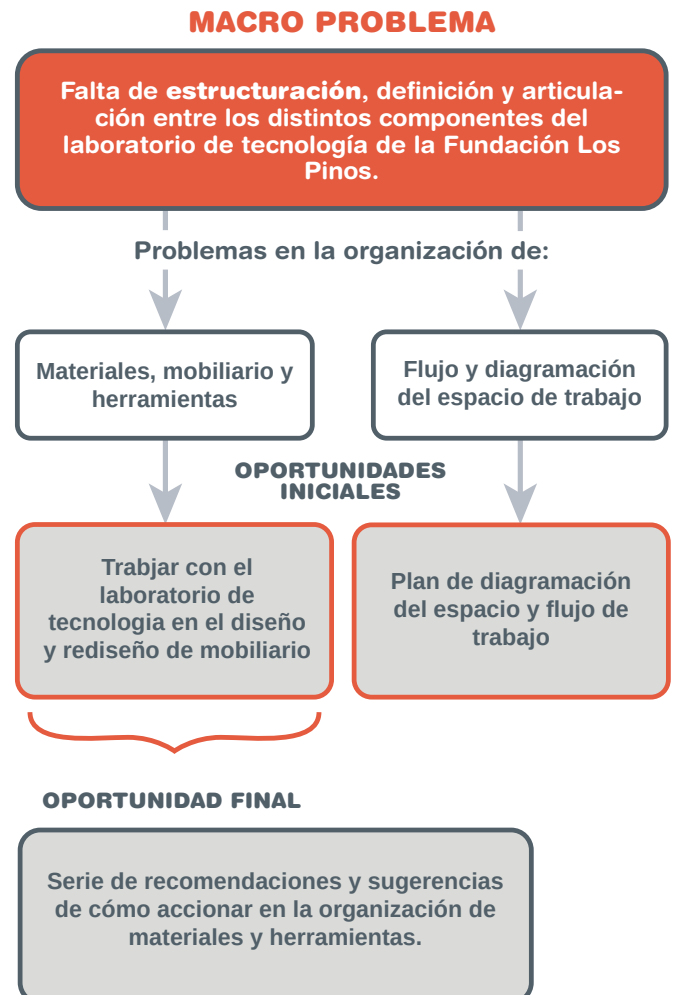 MACRO PROBLEMA
Falta de estructuración, definición y articula-
ción entre los distintos componentes del
laboratorio de tecnología de la Fundación Los
Pinos.
Problemas en la organización de:
Materiales, mobiliario y
herramientas
Flujo y diagramación
del espacio de trabajo
OPORTUNIDADES
INICIALES
Trabjar con el
laboratorio de
tecnologia en el diseño
y rediseño de mobiliario
Plan de diagramación
del espacio y flujo de
trabajo
OPORTUNIDAD FINAL
Serie de recomendaciones y sugerencias
de cómo accionar en la organización de
materiales y herramientas.